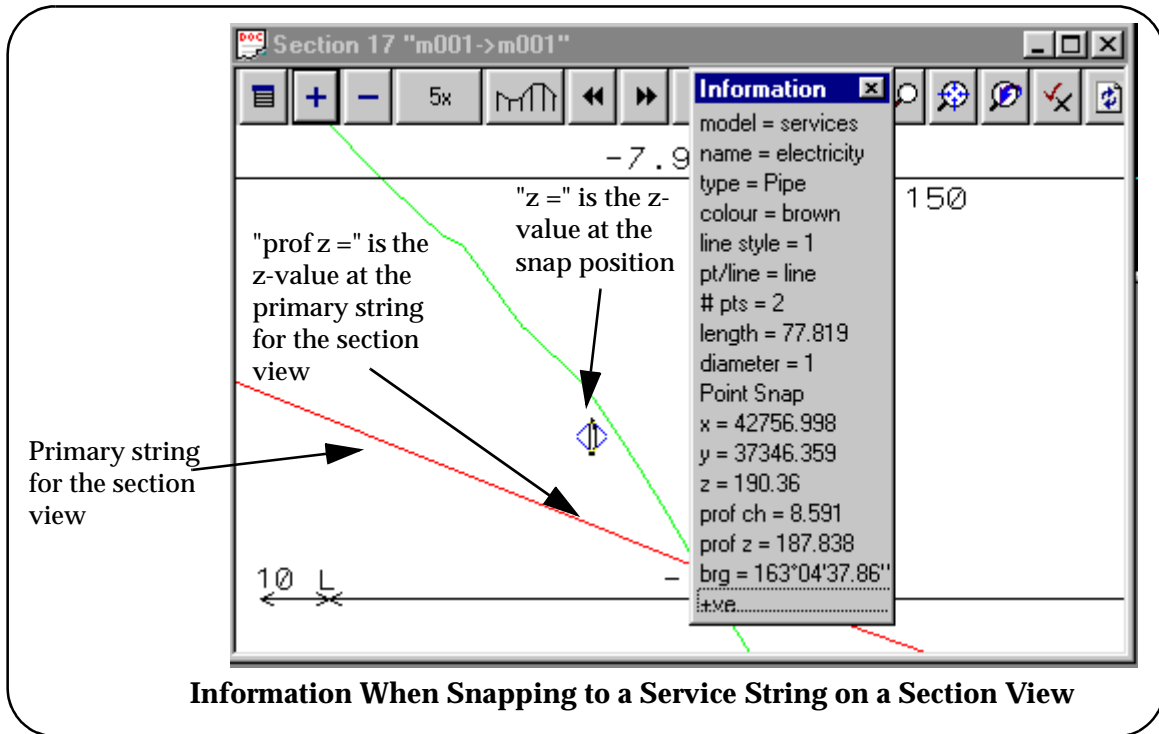 DOC
Section 17 "m001->m001"
5x
-7.9
150
"prof z =" is the
z-value at the
primary string
for the section
view
"z =" is the z-
value at the
snap position
Primary string
for the section
view
10 L
-
Information
model = services
name = electricity
type = Pipe
colour = brown
line style = 1
pt/line = line
# pts = 2
length = 77.819
diameter = 1
Point Snap
x = 42756.998
y = 37346.359
z = 190.36
prof ch = 8.591
prof z = 187.838
brg = 163°04'37.86"
+ve
Information When Snapping to a Service String on a Section View